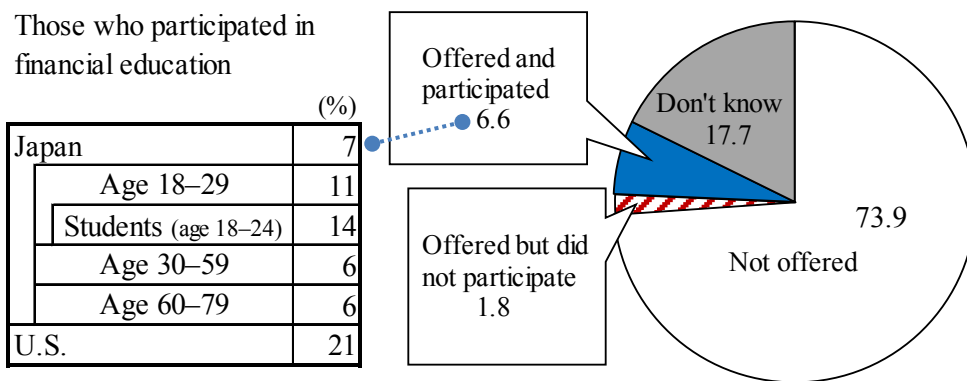 Those who participated in
financial education
(%)
Japan 7
Age 18–29 11
Students (age 18–24) 14
Age 30–59 6
Age 60–79 6
U.S. 21
Offered and
participated
6.6
Don't know
17.7
Offered but did
not participate
1.8
73.9
Not offered